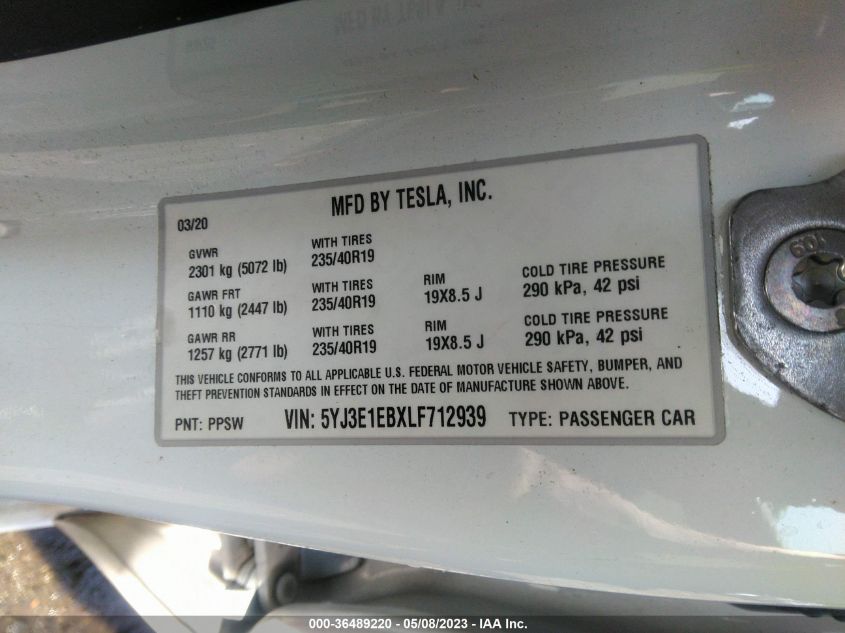 MFD BY TESLA, INC.
03/20
GVWR
2301 kg (5072 lb)
WITH TIRES
235/40R19
GAWR FRT
1110 kg (2447 lb)
WITH TIRES
235/40R19
RIM
19X8.5 J
COLD TIRE PRESSURE
290 kPa, 42 psi
GAWR RR
1257 kg (2771 lb)
WITH TIRES
235/40R19
RIM
19X8.5 J
COLD TIRE PRESSURE
290 kPa, 42 psi
THIS VEHICLE CONFORMS TO ALL APPLICABLE U.S. FEDERAL MOTOR VEHICLE SAFETY, BUMPER, AND
THEFT PREVENTION STANDARDS IN EFFECT ON THE DATE OF MANUFACTURE SHOWN ABOVE.
PNT: PPSW VIN: 5YJ3E1EBXLF712939 TYPE: PASSENGER CAR
000-36489220 - 05/08/2023 - IAA Inc.